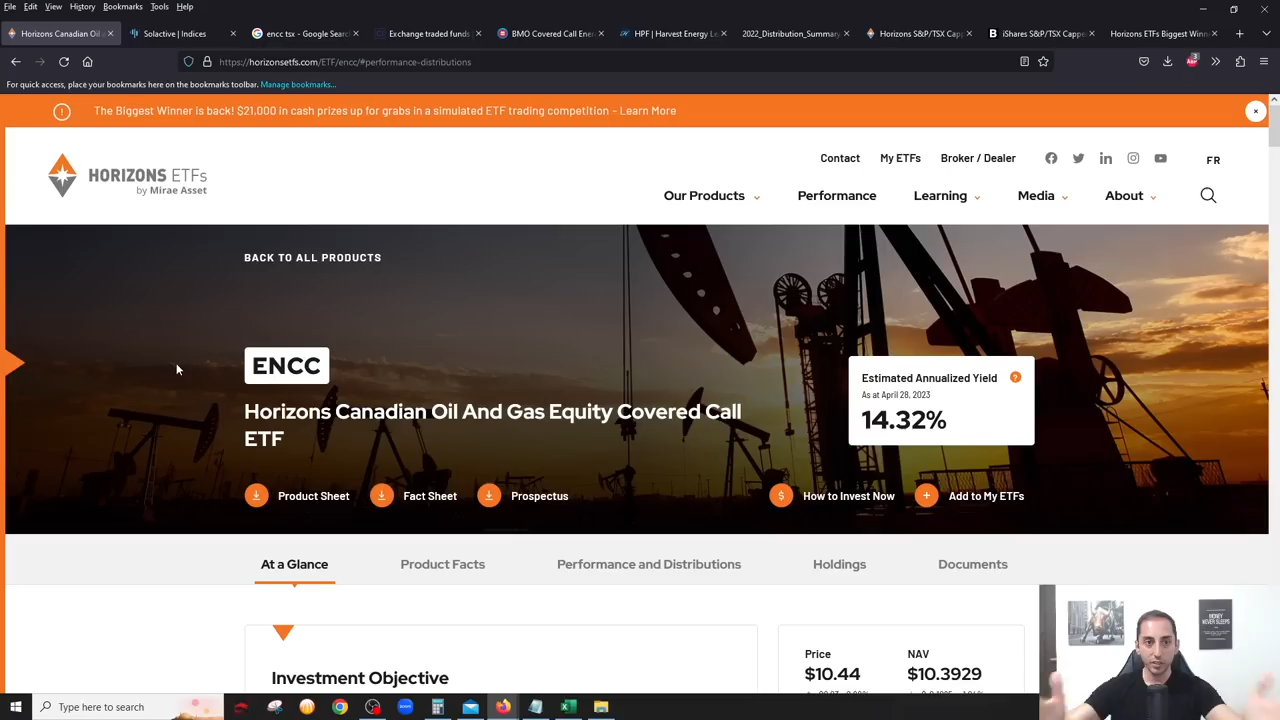 File Edit View History Bookmarks Tools Help
Horizons Canadian Oil a
Solactive | Indices
encc tsx - Google Searc
Exchange traded funds
BMO Covered Call Ene
HPF | Harvest Energy Le
2022_Distribution_Summary
Horizons S&P/TSX Capp
iShares S&P/TSX Cappe
Horizons ETFs Biggest Winn
https://horizonsetfs.com/ETF/encc/#performance-distributions
For quick access, place your bookmarks here on the bookmarks toolbar. Manage bookmarks...
The Biggest Winner is back! $21,000 in cash prizes up for grabs in a simulated ETF trading competition - Learn More
HORIZONS ETFs
by Mirae Asset
Contact My ETFs Broker / Dealer FR
Our Products Performance Learning Media About
BACK TO ALL PRODUCTS
ENCC
Horizons Canadian Oil And Gas Equity Covered Call
ETF
Estimated Annualized Yield ?
As at April 28, 2023
14.32%
Product Sheet Fact Sheet Prospectus
$ How to Invest Now + Add to My ETFs
At a Glance Product Facts Performance and Distributions Holdings Documents
Investment Objective
Price NAV
$10.44 $10.3929
MONEY
NEVER SLEEPS
Type here to search